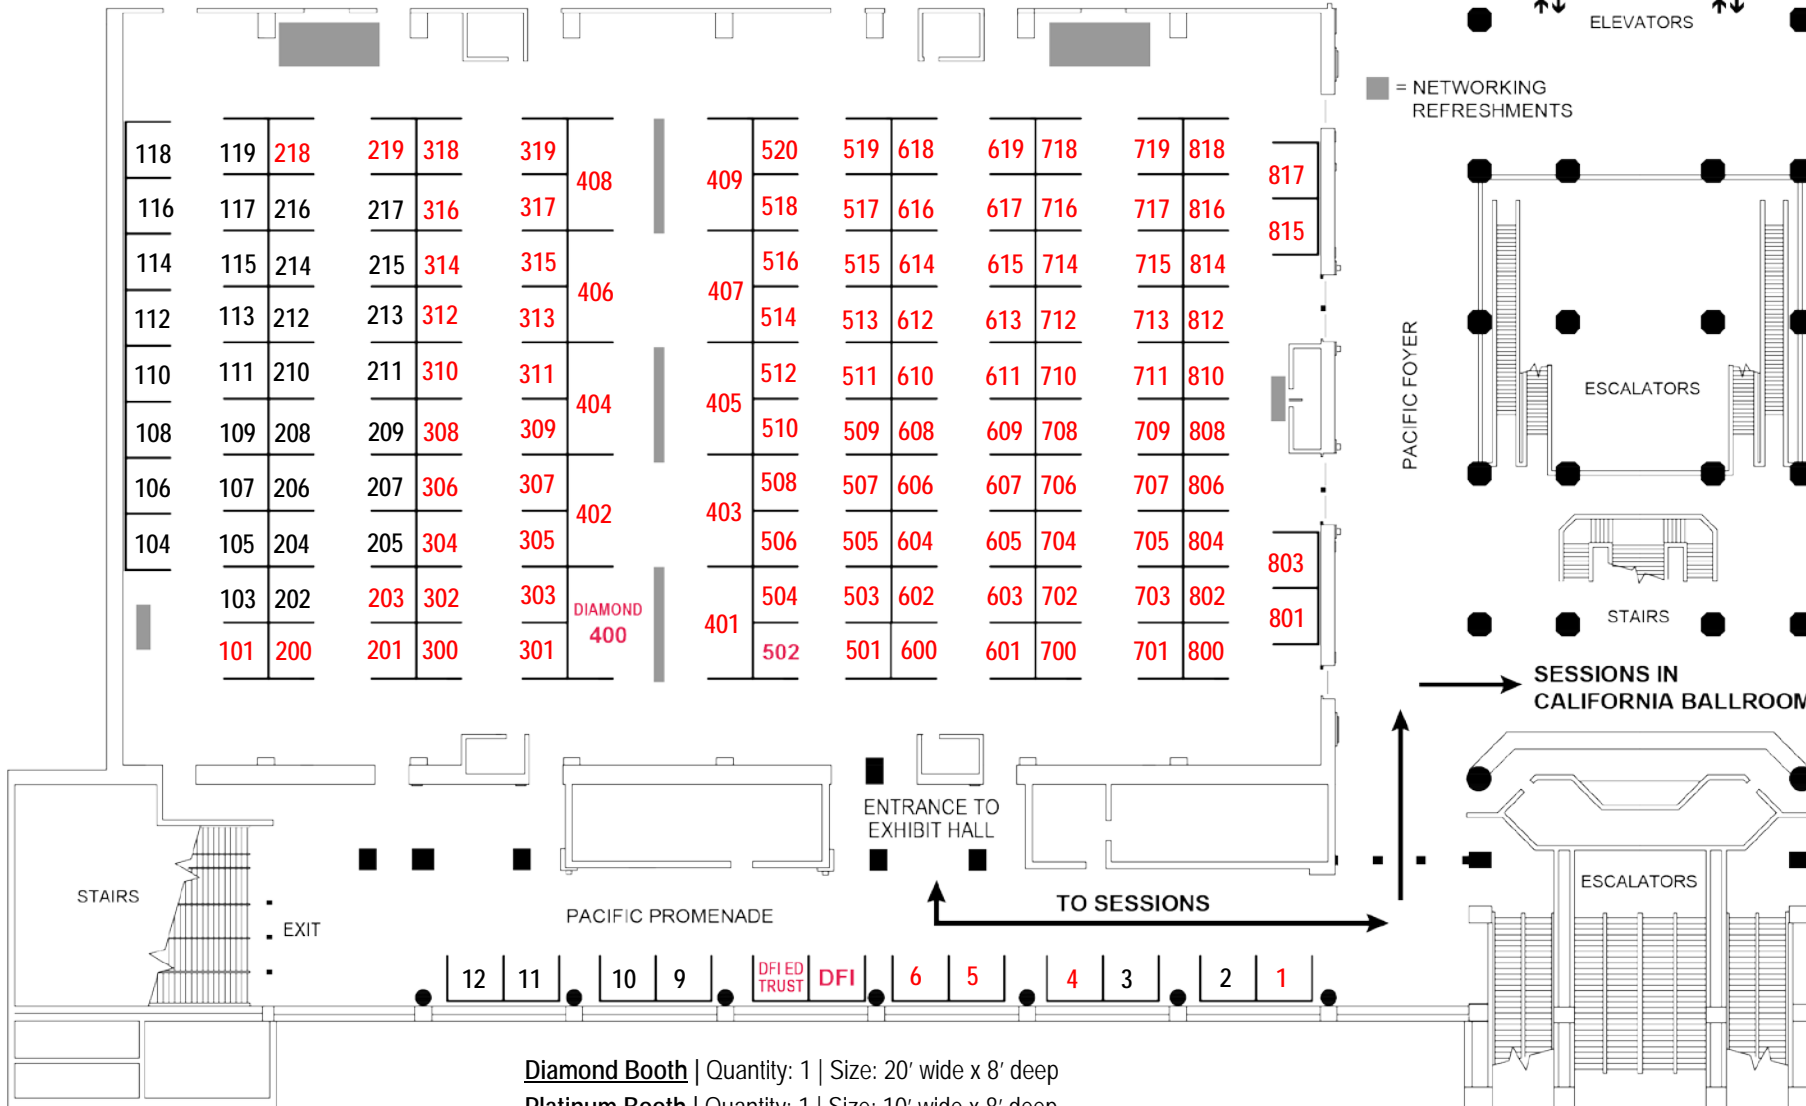 ELEVATORS
= NETWORKING
REFRESHMENTS
118 119 218 219 318 319 408 409 520 519 618 619 718 719 818 817
116 117 216 217 316 317 518 517 616 617 716 717 816 815
114 115 214 215 314 315 406 407 516 515 614 615 714 715 814
112 113 212 213 312 313 514 513 612 613 712 713 812
110 111 210 211 310 311 404 405 512 511 610 611 710 711 810
108 109 208 209 308 309 510 509 608 609 708 709 808
106 107 206 207 306 307 402 403 508 507 606 607 706 707 806
104 105 204 205 304 305 506 505 604 605 704 705 804 803
103 202 203 302 303 DIAMOND 400 401 504 503 602 603 702 703 802 801
101 200 201 300 301 502 501 600 601 700 701 800
PACIFIC FOYER
ESCALATORS
STAIRS
SESSIONS IN
CALIFORNIA BALLROOM
ENTRANCE TO
EXHIBIT HALL
STAIRS
EXIT
PACIFIC PROMENADE
TO SESSIONS
ESCALATORS
12 11 10 9 DFI ED TRUST DFI 6 5 4 3 2 1
Diamond Booth | Quantity: 1 | Size: 20' wide x 8' deep
Platinum Booth | Quantity: 1 | Size: 10' wide x 8' deep